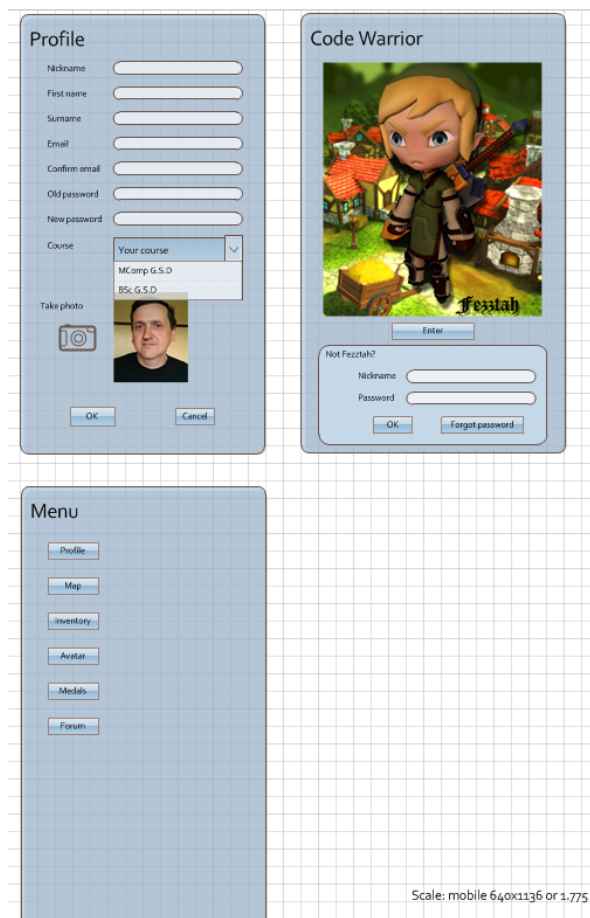 Profile
Nickname
First name
Surname
Email
Confirm email
Old password
New password
Course
Your course
MComp G.S.D
BSc G.S.D
Take photo
OK
Cancel
Code Warrior
Fezztah
Enter
Not Fezztah?
Nickname
Password
OK
Forgot password
Menu
Profile
Map
Inventory
Avatar
Medals
Forum
Scale: mobile 640x1136 or 1.775